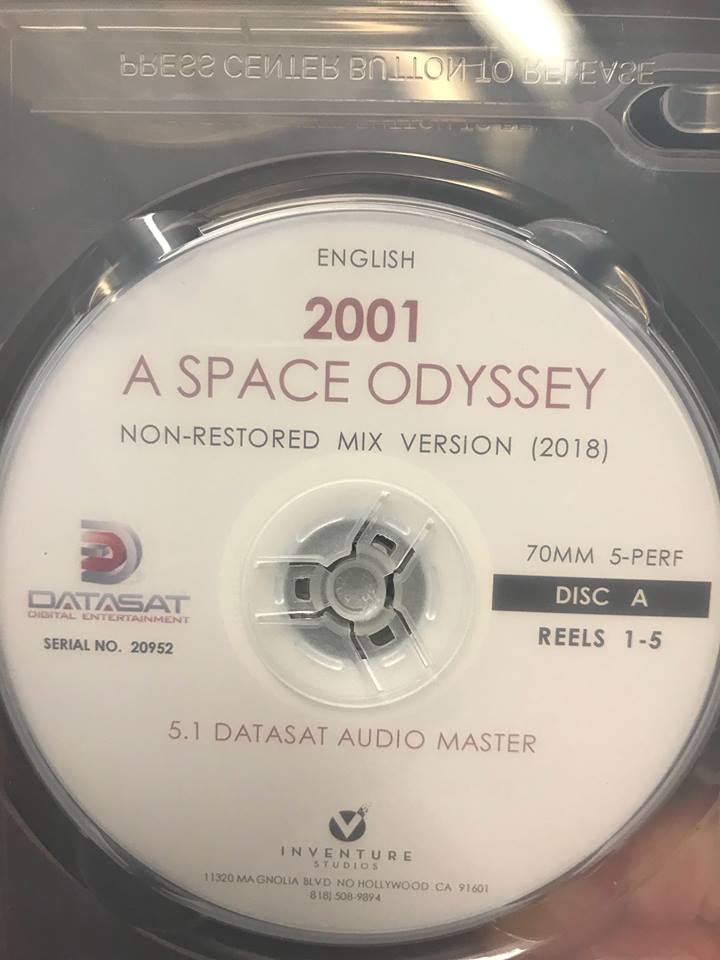 PRESS CENTER BUTTON TO RELEASE
ENGLISH
2001
A SPACE ODYSSEY
NON-RESTORED MIX VERSION (2018)
70MM 5-PERF
DISC A
REELS 1-5
DATASAT
DIGITAL ENTERTAINMENT
SERIAL NO. 20952
5.1 DATASAT AUDIO MASTER
INVENTURE
STUDIOS
11320 MAGNOLIA BLVD NO HOLLYWOOD CA 91601
818) 508-9894